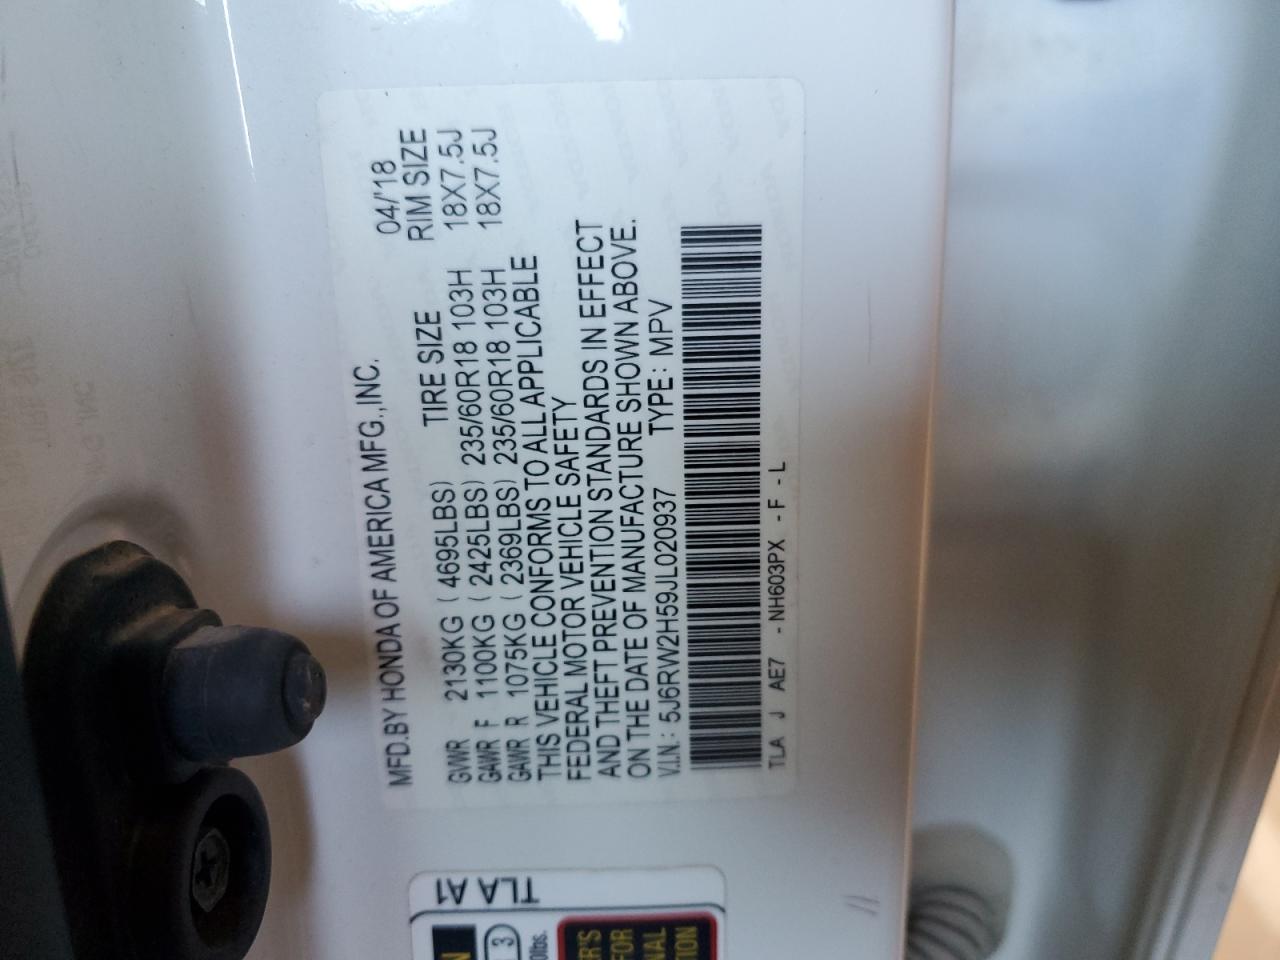 MFD.BY HONDA OF AMERICA MFG.,INC.
04/'18
TIRE SIZE RIM SIZE
GVWR 2130KG ( 4695LBS)
GAWR F 1100KG ( 2425LBS) 235/60R18 103H 18X7.5J
GAWR R 1075KG ( 2369LBS) 235/60R18 103H 18X7.5J
THIS VEHICLE CONFORMS TO ALL APPLICABLE
FEDERAL MOTOR VEHICLE SAFETY
AND THEFT PREVENTION STANDARDS IN EFFECT
ON THE DATE OF MANUFACTURE SHOWN ABOVE.
V.I.N.: 5J6RW2H59JL020937 TYPE: MPV
TLA J AE7 - NH603PX - F - L
TLA A1
3
0lbs.